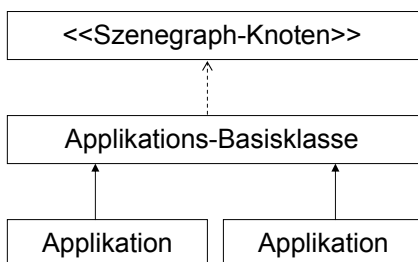 <<Szenegraph-Knoten>>
Applikations-Basisklasse
Applikation Applikation